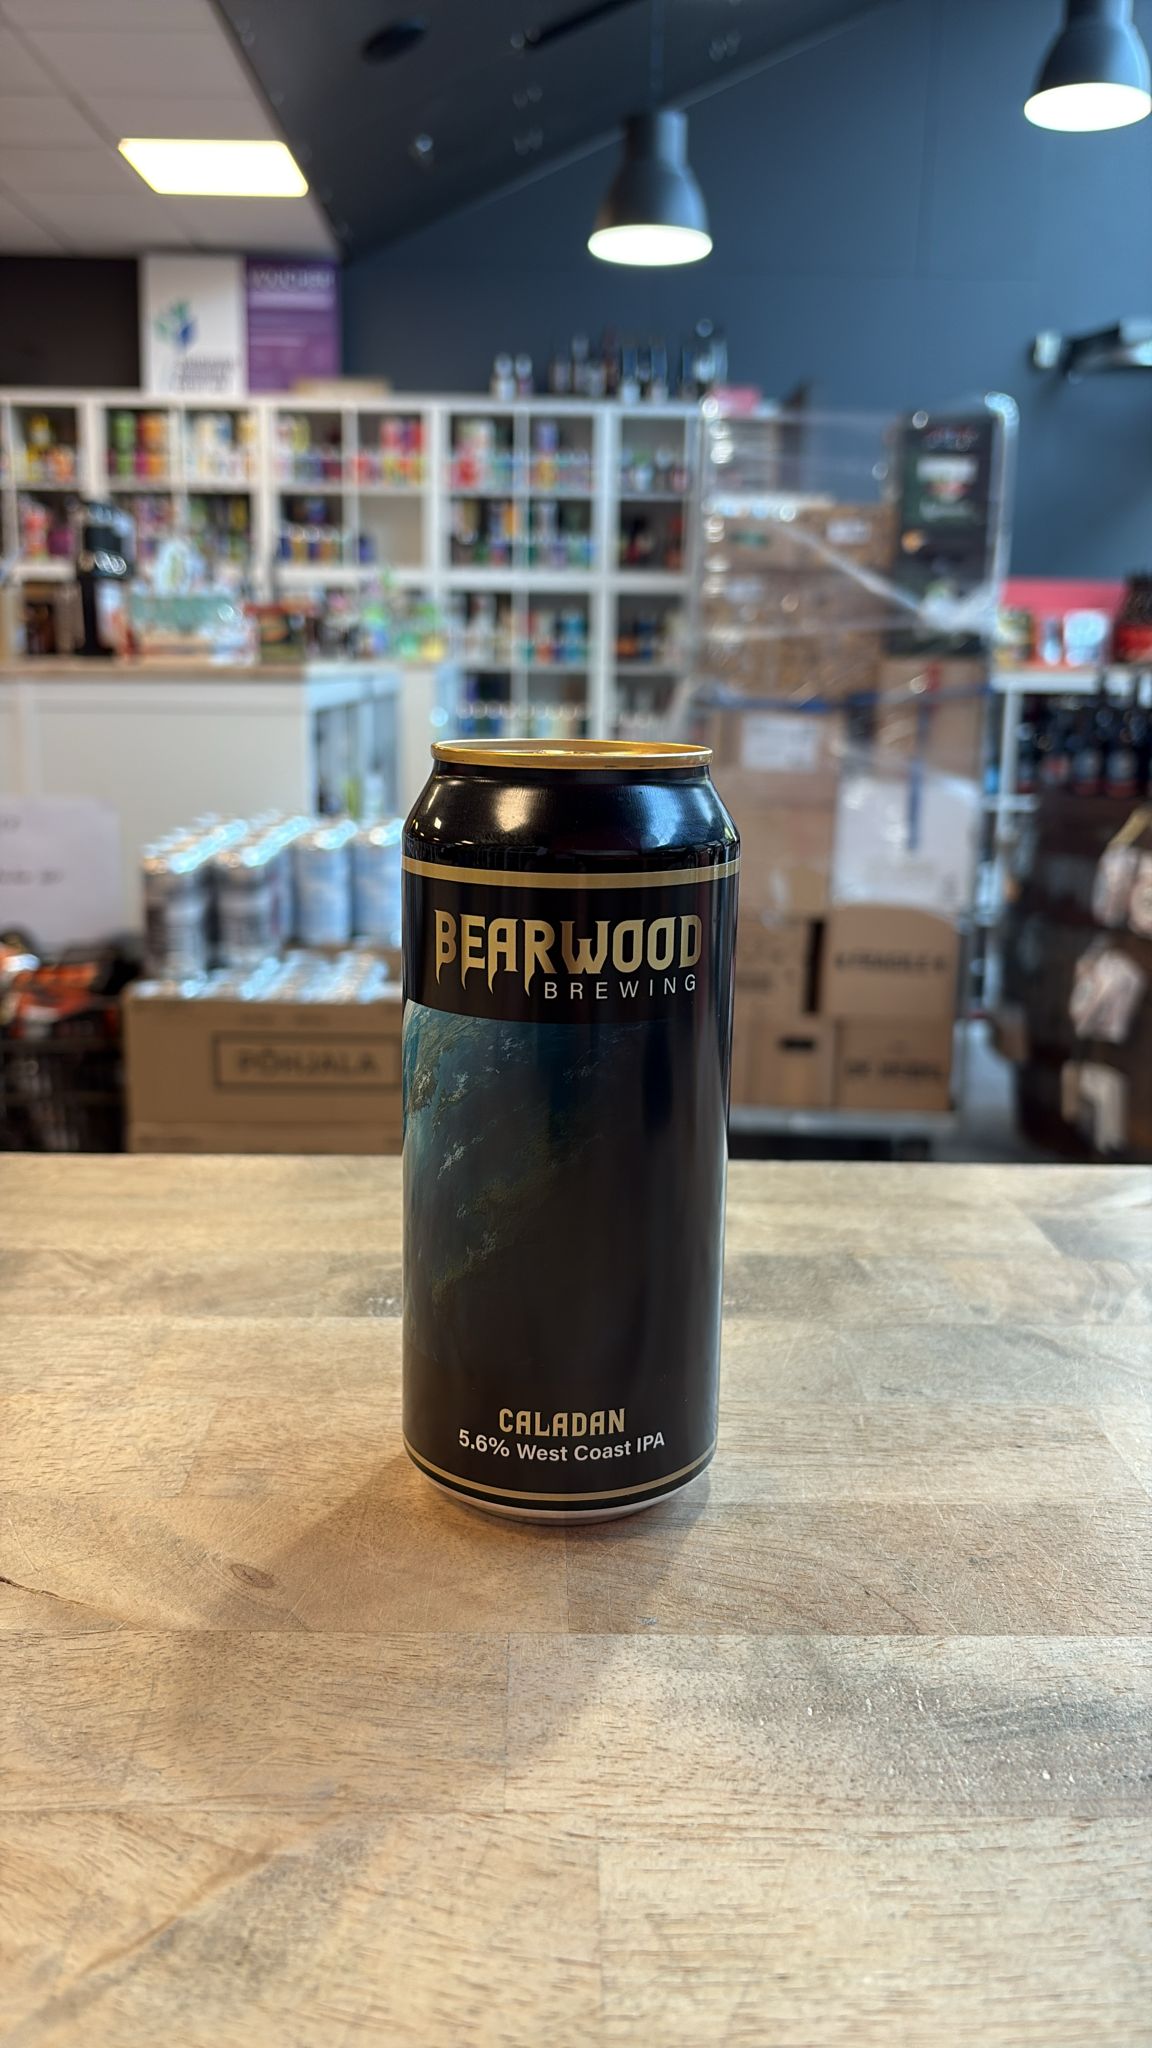 BEARWOOD
BREWING
CALADAN
5.6% West Coast IPA
PÕHJALA